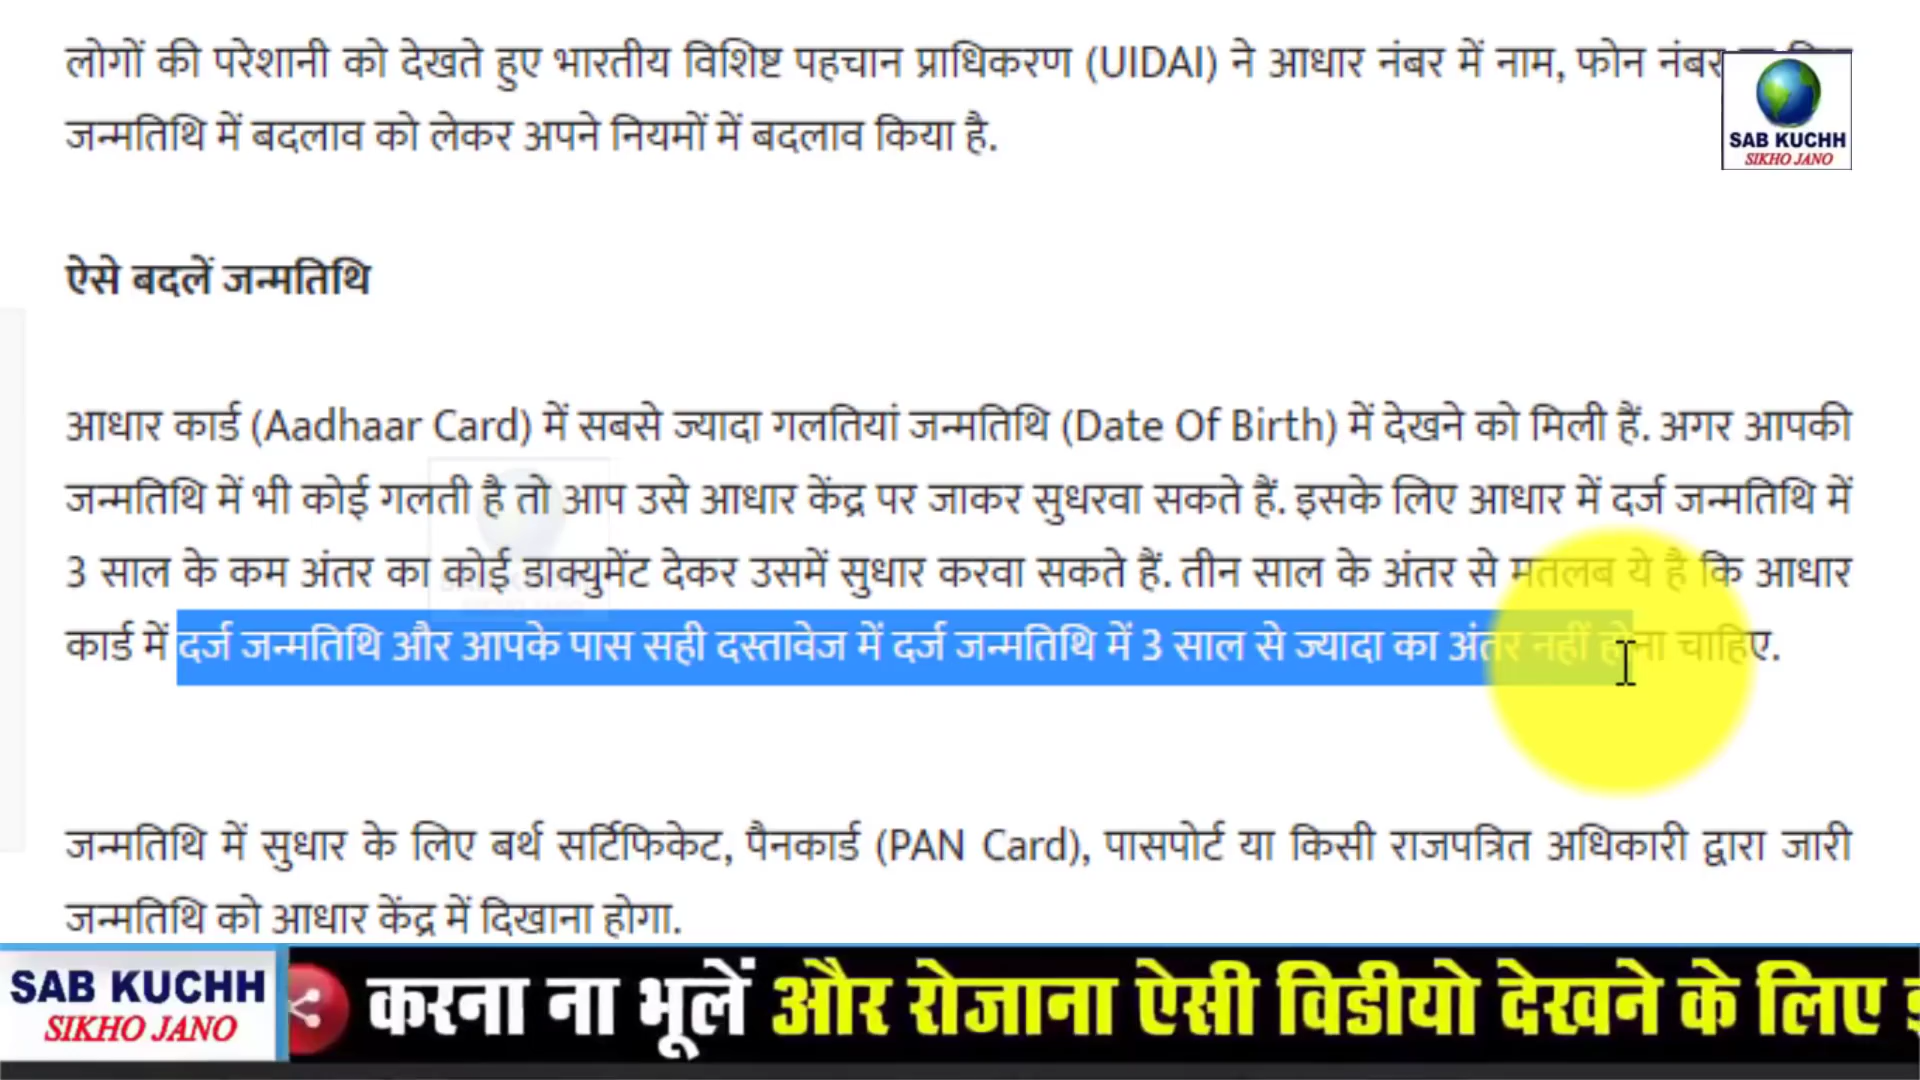 लोगों की परेशानी को देखते हुए भारतीय विशिष्ट पहचान प्राधिकरण (UIDAI) ने आधार नंबर में नाम, फोन नंबर
SAB KUCHH
SIKHO JANO
जन्मतिथि में बदलाव को लेकर अपने नियमों में बदलाव किया है.
ऐसे बदलें जन्मतिथि
आधार कार्ड (Aadhaar Card) में सबसे ज्यादा गलतियां जन्मतिथि (Date Of Birth) में देखने को मिली हैं. अगर आपकी
जन्मतिथि में भी कोई गलती है तो आप उसे आधार केंद्र पर जाकर सुधरवा सकते हैं. इसके लिए आधार में दर्ज जन्मतिथि में
3 साल के कम अंतर का कोई डाक्युमेंट देकर उसमें सुधार करवा सकते हैं. तीन साल के अंतर से मतलब ये है कि आधार
कार्ड में दर्ज जन्मतिथि और आपके पास सही दस्तावेज में दर्ज जन्मतिथि में 3 साल से ज्यादा का अंतर नहीं होना चाहिए.
जन्मतिथि में सुधार के लिए बर्थ सर्टिफिकेट, पैनकार्ड (PAN Card), पासपोर्ट या किसी राजपत्रित अधिकारी द्वारा जारी
जन्मतिथि को आधार केंद्र में दिखाना होगा.
SAB KUCHH
SIKHO JANO
करना ना भूलें और रोजाना ऐसी विडीयो देखने के लिए